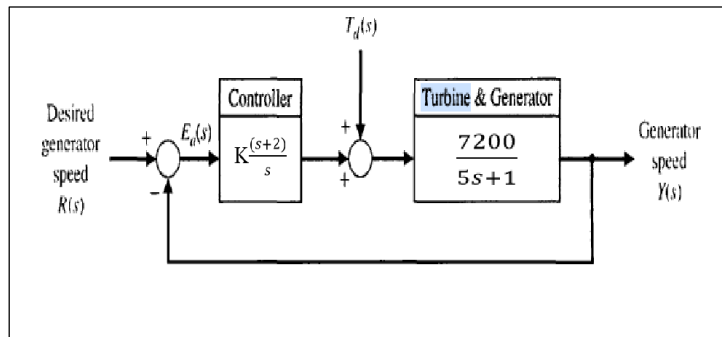 T_d(s)
Controller
Turbine & Generator
Desired
generator
speed
R(s)
+
E_a(s)
−
K (s+2)/s
+
+
7200
5s+1
Generator
speed
Y(s)